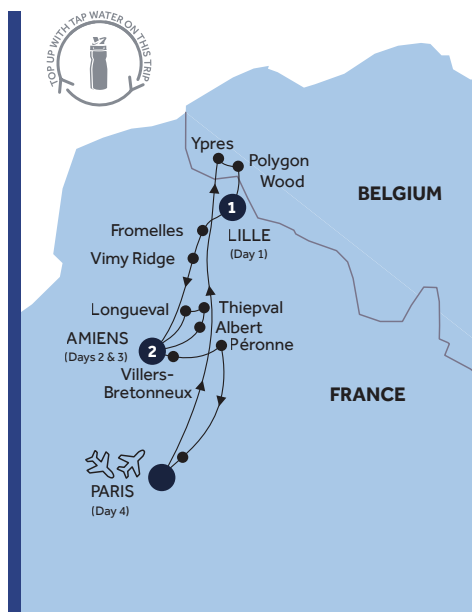 TOP UP WITH TAP WATER ON THIS TRIP
Ypres
Polygon
Wood
BELGIUM
1
LILLE
(Day 1)
Fromelles
Vimy Ridge
Longueval
Thiepval
Albert
AMIENS
(Days 2 & 3)
2
Péronne
Villers-
Bretonneux
FRANCE
PARIS
(Day 4)